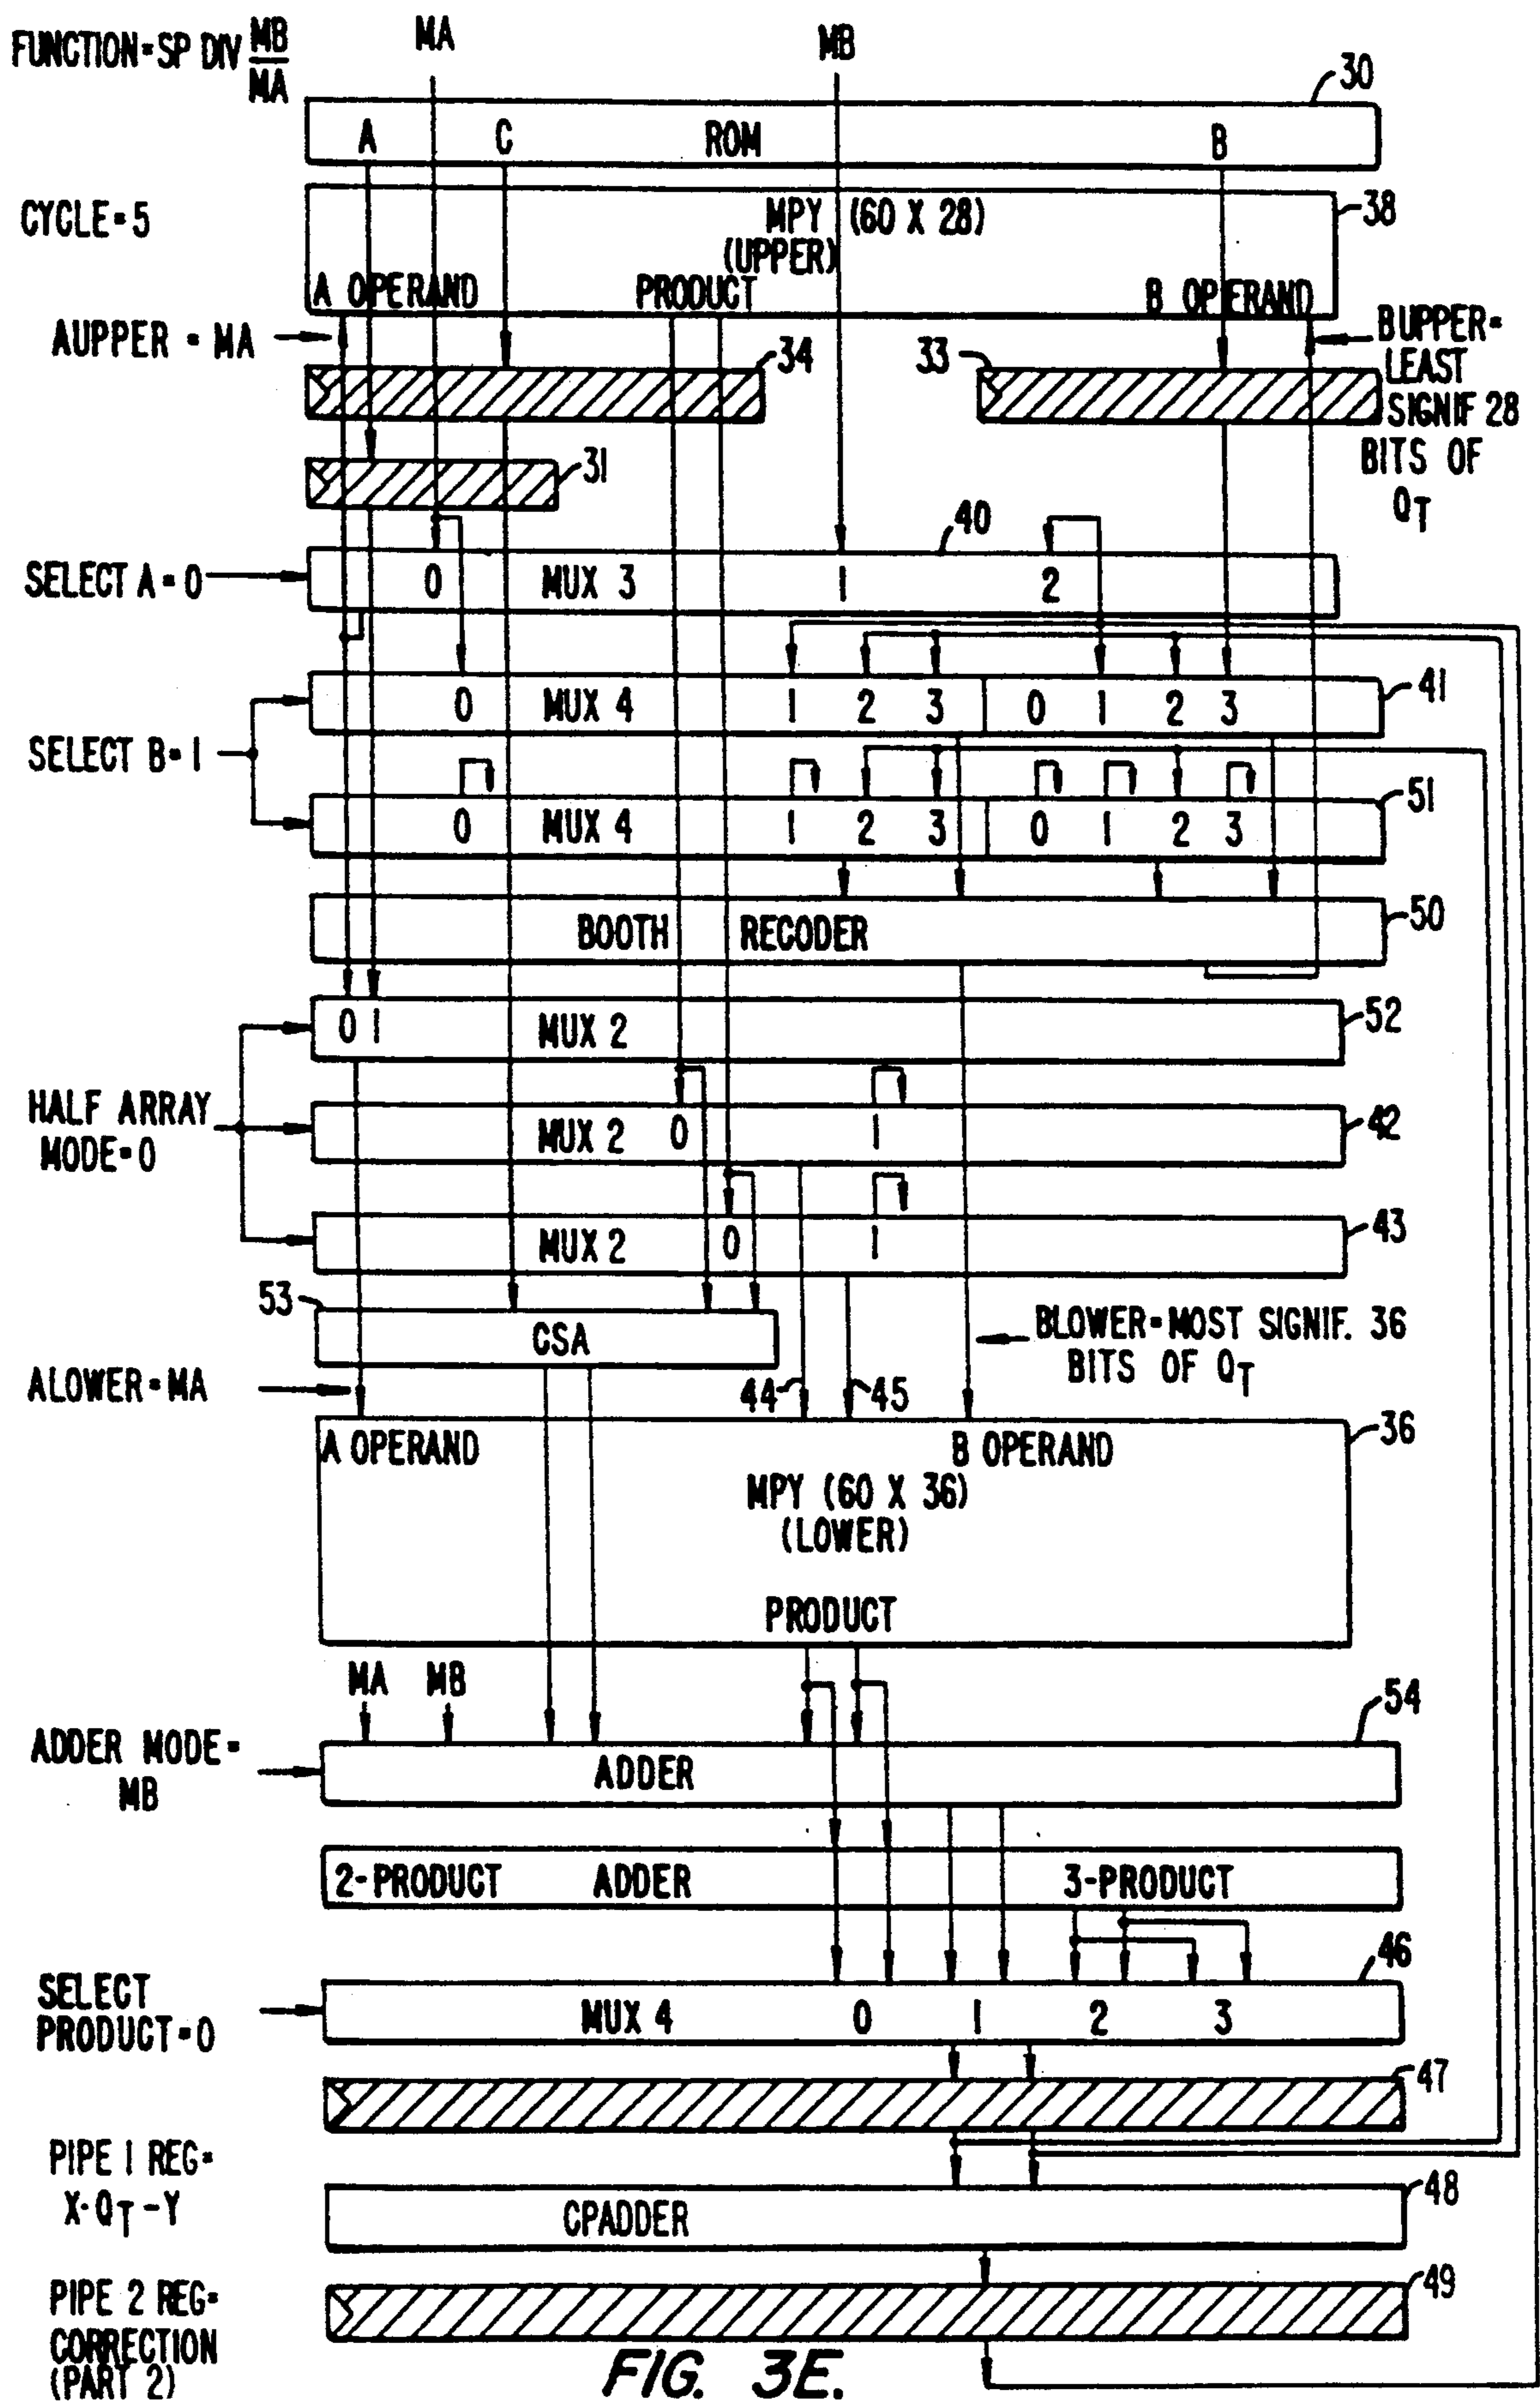 FUNCTION=SP DIV MB/MA
MA
MB
30
A C ROM B
CYCLE=5
MPY (60 X 28)
(UPPER)
38
A OPERAND PRODUCT B OPERAND
AUPPER = MA
34
33
BUPPER=
LEAST
SIGNIF 28
BITS OF
QT
31
40
SELECT A=0
0 MUX 3 1 2
0 MUX 4 1 2 3 0 1 2 3
41
SELECT B=1
51
0 MUX 4 1 2 3 0 1 2 3
BOOTH RECODER
50
0 1 MUX 2
52
HALF ARRAY
MODE=0
MUX 2 0 1
42
MUX 2 0 1
43
53
CSA
BLOWER=MOST SIGNIF. 36
BITS OF QT
ALOWER=MA
44
45
36
A OPERAND B OPERAND
MPY (60 X 36)
(LOWER)
PRODUCT
MA MB
54
ADDER MODE=
MB
ADDER
2-PRODUCT ADDER 3-PRODUCT
46
SELECT
PRODUCT=0
MUX 4 0 1 2 3
47
PIPE 1 REG=
X·QT-Y
CPADDER
48
PIPE 2 REG=
CORRECTION
(PART 2)
49
FIG. 3E.